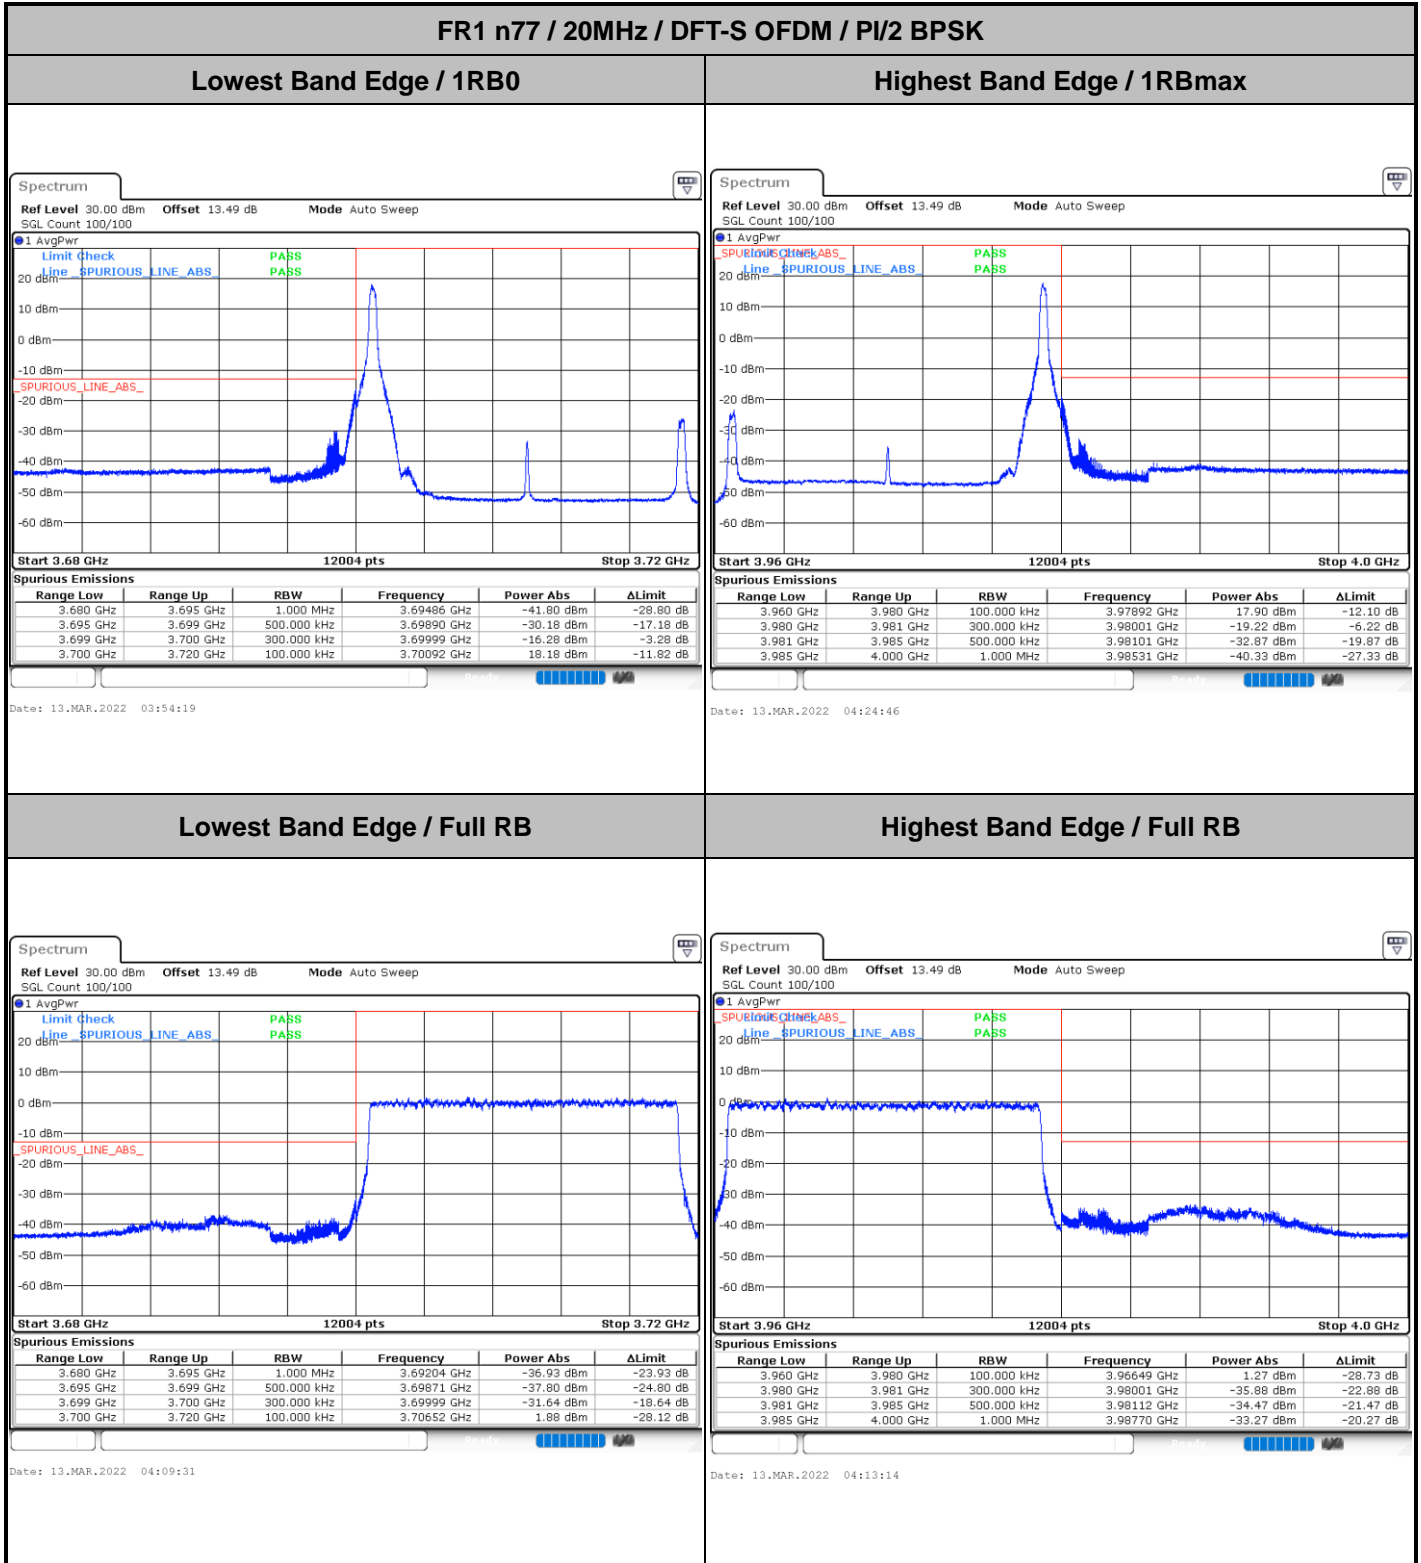 FR1 n77 / 20MHz / DFT-S OFDM / PI/2 BPSK
Lowest Band Edge / 1RB0
Highest Band Edge / 1RBmax
Spectrum
Ref Level 30.00 dBm Offset 13.49 dB Mode Auto Sweep
SGL Count 100/100
1 AvgPwr
Limit Check PASS
Line _SPURIOUS_LINE_ABS_ PASS
20 dBm
10 dBm
0 dBm
-10 dBm
_SPURIOUS_LINE_ABS_
-20 dBm
-30 dBm
-40 dBm
-50 dBm
-60 dBm
Start 3.68 GHz 12004 pts Stop 3.72 GHz
Spurious Emissions
Range Low Range Up RBW Frequency Power Abs ΔLimit
3.680 GHz 3.695 GHz 1.000 MHz 3.69486 GHz -41.80 dBm -28.80 dB
3.695 GHz 3.699 GHz 500.000 kHz 3.69890 GHz -30.18 dBm -17.18 dB
3.699 GHz 3.700 GHz 300.000 kHz 3.69999 GHz -16.28 dBm -3.28 dB
3.700 GHz 3.720 GHz 100.000 kHz 3.70092 GHz 18.18 dBm -11.82 dB
Ready
Date: 13.MAR.2022 03:54:19
Spectrum
Ref Level 30.00 dBm Offset 13.49 dB Mode Auto Sweep
SGL Count 100/100
1 AvgPwr
_SPURIOUS_LINE_ABS_
Limit Check PASS
Line _SPURIOUS_LINE_ABS_ PASS
20 dBm
10 dBm
0 dBm
-10 dBm
-20 dBm
-30 dBm
-40 dBm
-50 dBm
-60 dBm
Start 3.96 GHz 12004 pts Stop 4.0 GHz
Spurious Emissions
Range Low Range Up RBW Frequency Power Abs ΔLimit
3.960 GHz 3.980 GHz 100.000 kHz 3.97892 GHz 17.90 dBm -12.10 dB
3.980 GHz 3.981 GHz 300.000 kHz 3.98001 GHz -19.22 dBm -6.22 dB
3.981 GHz 3.985 GHz 500.000 kHz 3.98101 GHz -32.87 dBm -19.87 dB
3.985 GHz 4.000 GHz 1.000 MHz 3.98531 GHz -40.33 dBm -27.33 dB
Ready
Date: 13.MAR.2022 04:24:46
Lowest Band Edge / Full RB
Highest Band Edge / Full RB
Spectrum
Ref Level 30.00 dBm Offset 13.49 dB Mode Auto Sweep
SGL Count 100/100
1 AvgPwr
Limit Check PASS
Line _SPURIOUS_LINE_ABS_ PASS
20 dBm
10 dBm
0 dBm
-10 dBm
_SPURIOUS_LINE_ABS_
-20 dBm
-30 dBm
-40 dBm
-50 dBm
-60 dBm
Start 3.68 GHz 12004 pts Stop 3.72 GHz
Spurious Emissions
Range Low Range Up RBW Frequency Power Abs ΔLimit
3.680 GHz 3.695 GHz 1.000 MHz 3.69204 GHz -36.93 dBm -23.93 dB
3.695 GHz 3.699 GHz 500.000 kHz 3.69871 GHz -37.80 dBm -24.80 dB
3.699 GHz 3.700 GHz 300.000 kHz 3.69999 GHz -31.64 dBm -18.64 dB
3.700 GHz 3.720 GHz 100.000 kHz 3.70652 GHz 1.88 dBm -28.12 dB
Ready
Date: 13.MAR.2022 04:09:31
Spectrum
Ref Level 30.00 dBm Offset 13.49 dB Mode Auto Sweep
SGL Count 100/100
1 AvgPwr
_SPURIOUS_LINE_ABS_
Limit Check PASS
Line _SPURIOUS_LINE_ABS_ PASS
20 dBm
10 dBm
0 dBm
-10 dBm
-20 dBm
-30 dBm
-40 dBm
-50 dBm
-60 dBm
Start 3.96 GHz 12004 pts Stop 4.0 GHz
Spurious Emissions
Range Low Range Up RBW Frequency Power Abs ΔLimit
3.960 GHz 3.980 GHz 100.000 kHz 3.96649 GHz 1.27 dBm -28.73 dB
3.980 GHz 3.981 GHz 300.000 kHz 3.98001 GHz -35.88 dBm -22.88 dB
3.981 GHz 3.985 GHz 500.000 kHz 3.98112 GHz -34.47 dBm -21.47 dB
3.985 GHz 4.000 GHz 1.000 MHz 3.98770 GHz -33.27 dBm -20.27 dB
Ready
Date: 13.MAR.2022 04:13:14